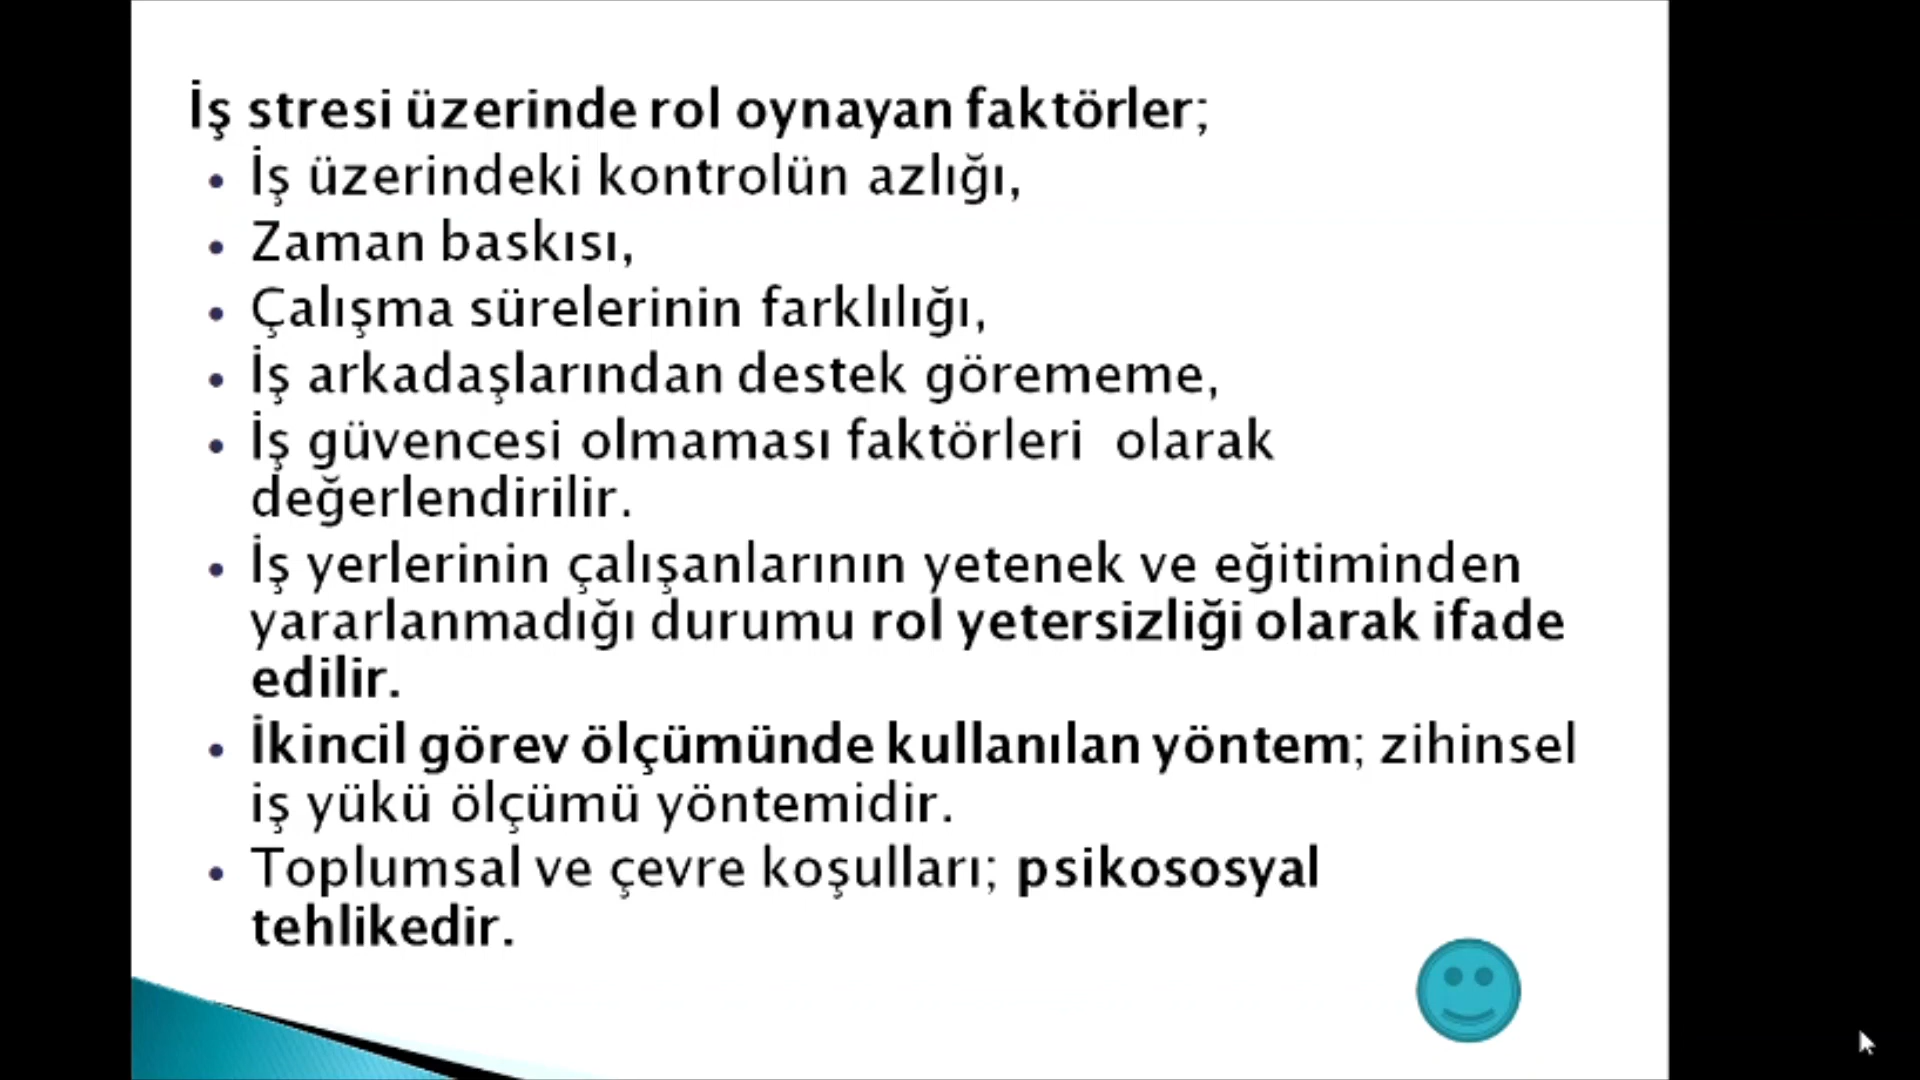 İş stresi üzerinde rol oynayan faktörler;
• İş üzerindeki kontrolün azlığı,
• Zaman baskısı,
• Çalışma sürelerinin farklılığı,
• İş arkadaşlarından destek görememe,
• İş güvencesi olmaması faktörleri olarak
değerlendirilir.
• İş yerlerinin çalışanlarının yetenek ve eğitiminden
yararlanmadığı durumu rol yetersizliği olarak ifade
edilir.
• İkincil görev ölçümünde kullanılan yöntem; zihinsel
iş yükü ölçümü yöntemidir.
• Toplumsal ve çevre koşulları; psikososyal
tehlikedir.